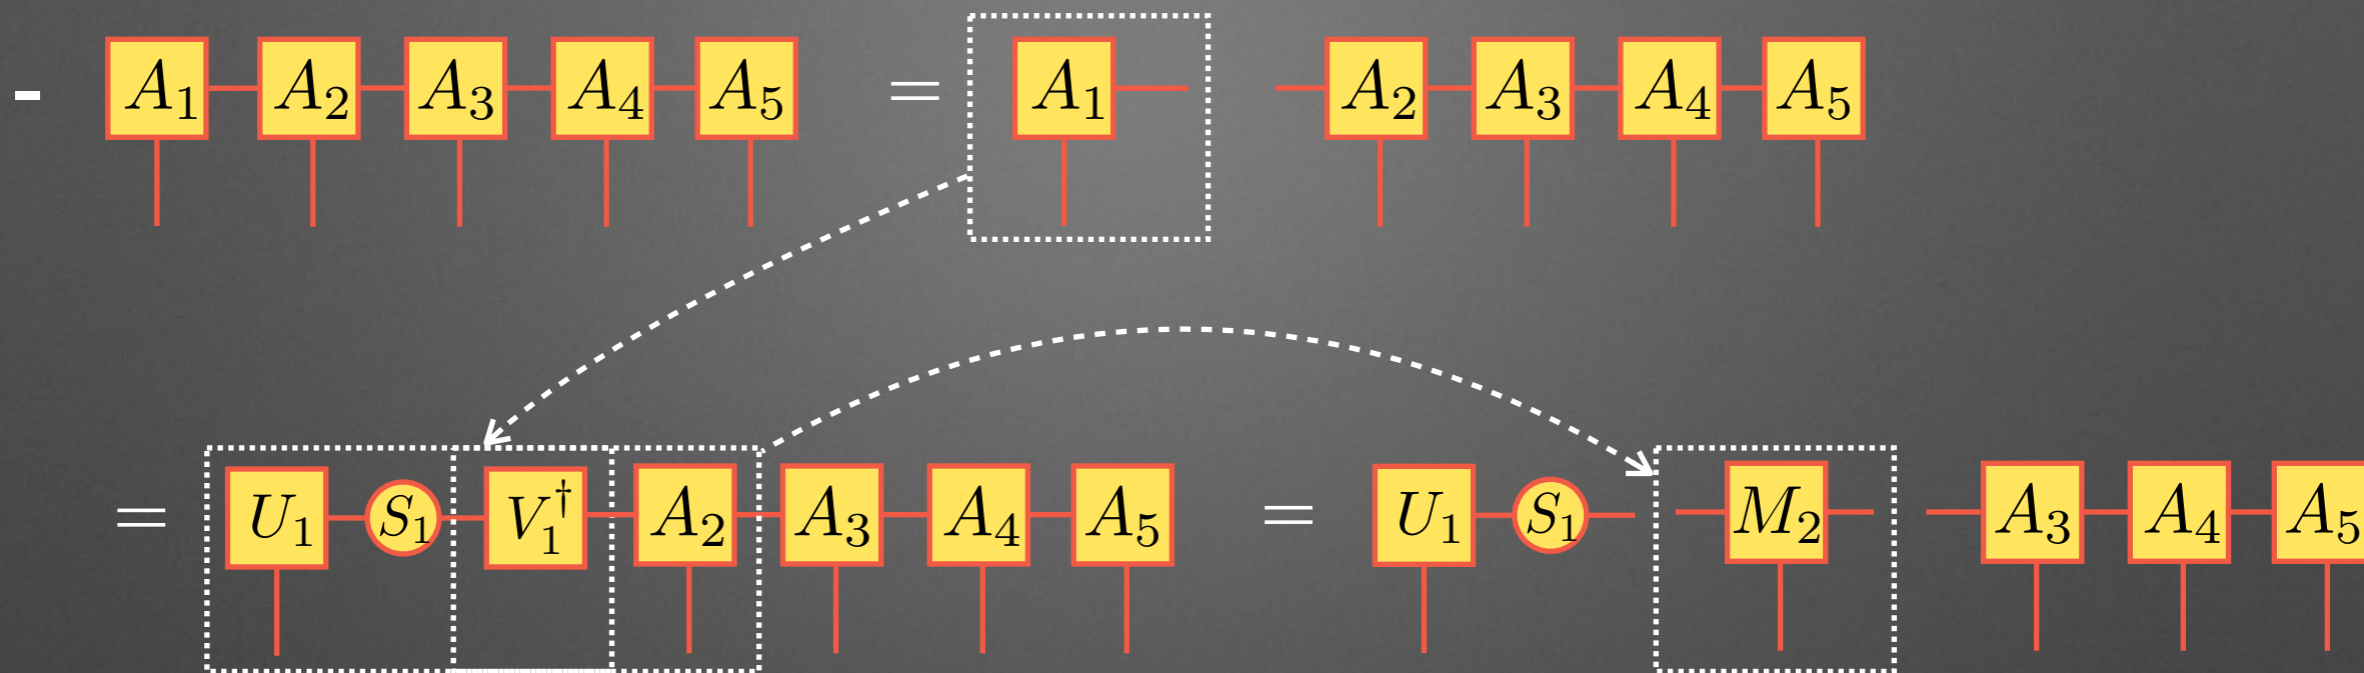 - A₁ A₂ A₃ A₄ A₅ = A₁ A₂ A₃ A₄ A₅
= U₁ S₁ V₁† A₂ A₃ A₄ A₅ = U₁ S₁ M₂ A₃ A₄ A₅